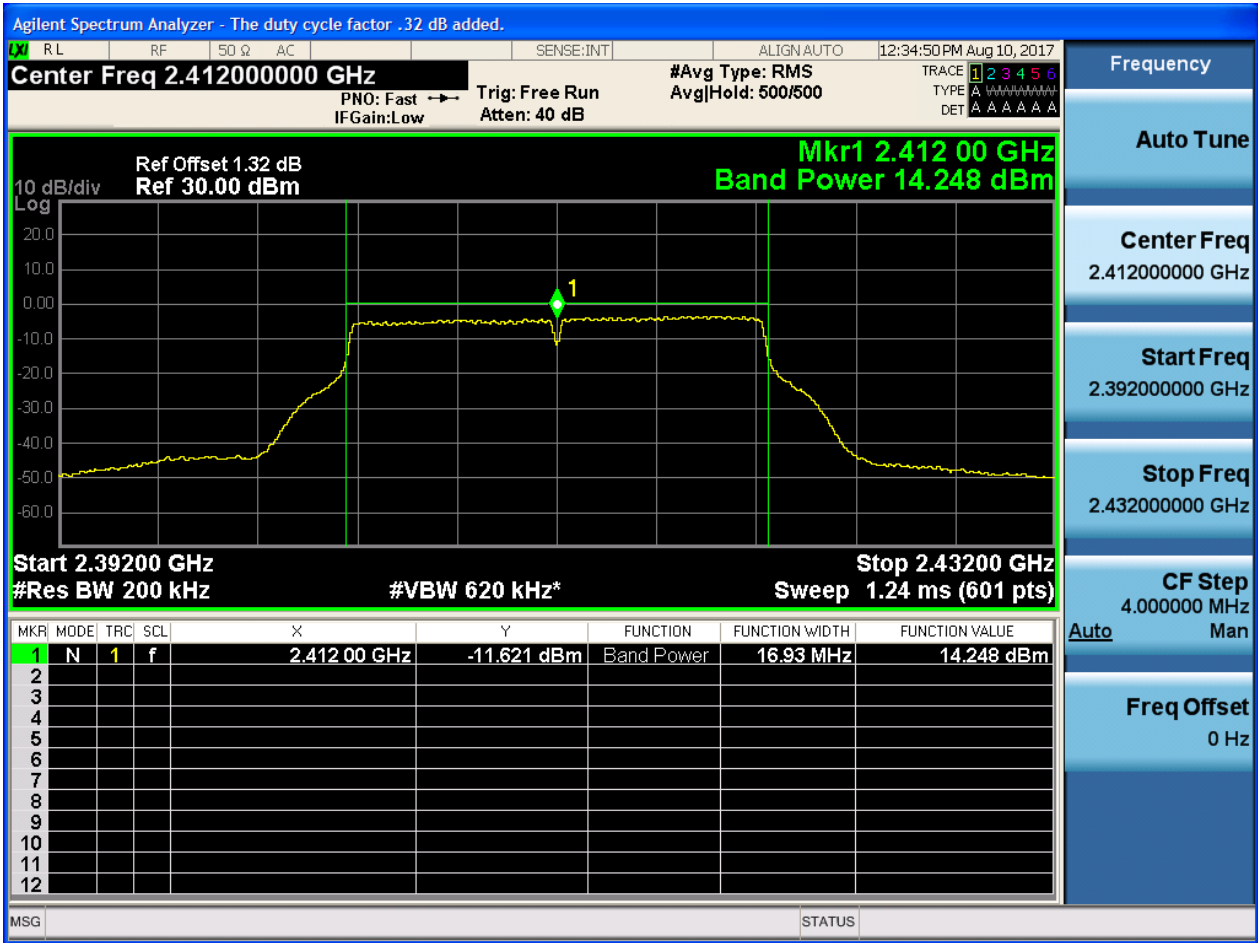 Agilent Spectrum Analyzer - The duty cycle factor .32 dB added.
LXI RL RF 50 Ω AC SENSE:INT ALIGN AUTO 12:34:50 PM Aug 10, 2017
Center Freq 2.412000000 GHz
PNO: Fast
IFGain:Low
Trig: Free Run
Atten: 40 dB
#Avg Type: RMS
Avg|Hold: 500/500
TRACE 1 2 3 4 5 6
TYPE A WWWWW
DET A A A A A A
Mkr1 2.412 00 GHz
Band Power 14.248 dBm
Ref Offset 1.32 dB
10 dB/div Ref 30.00 dBm
Log
20.0
10.0
0.00
-10.0
-20.0
-30.0
-40.0
-50.0
-60.0
1
Start 2.39200 GHz Stop 2.43200 GHz
#Res BW 200 kHz #VBW 620 kHz* Sweep 1.24 ms (601 pts)
MKR MODE TRC SCL X Y FUNCTION FUNCTION WIDTH FUNCTION VALUE
1 N 1 f 2.412 00 GHz -11.621 dBm Band Power 16.93 MHz 14.248 dBm
2
3
4
5
6
7
8
9
10
11
12
MSG STATUS
Frequency
Auto Tune
Center Freq
2.412000000 GHz
Start Freq
2.392000000 GHz
Stop Freq
2.432000000 GHz
CF Step
4.000000 MHz
Auto Man
Freq Offset
0 Hz